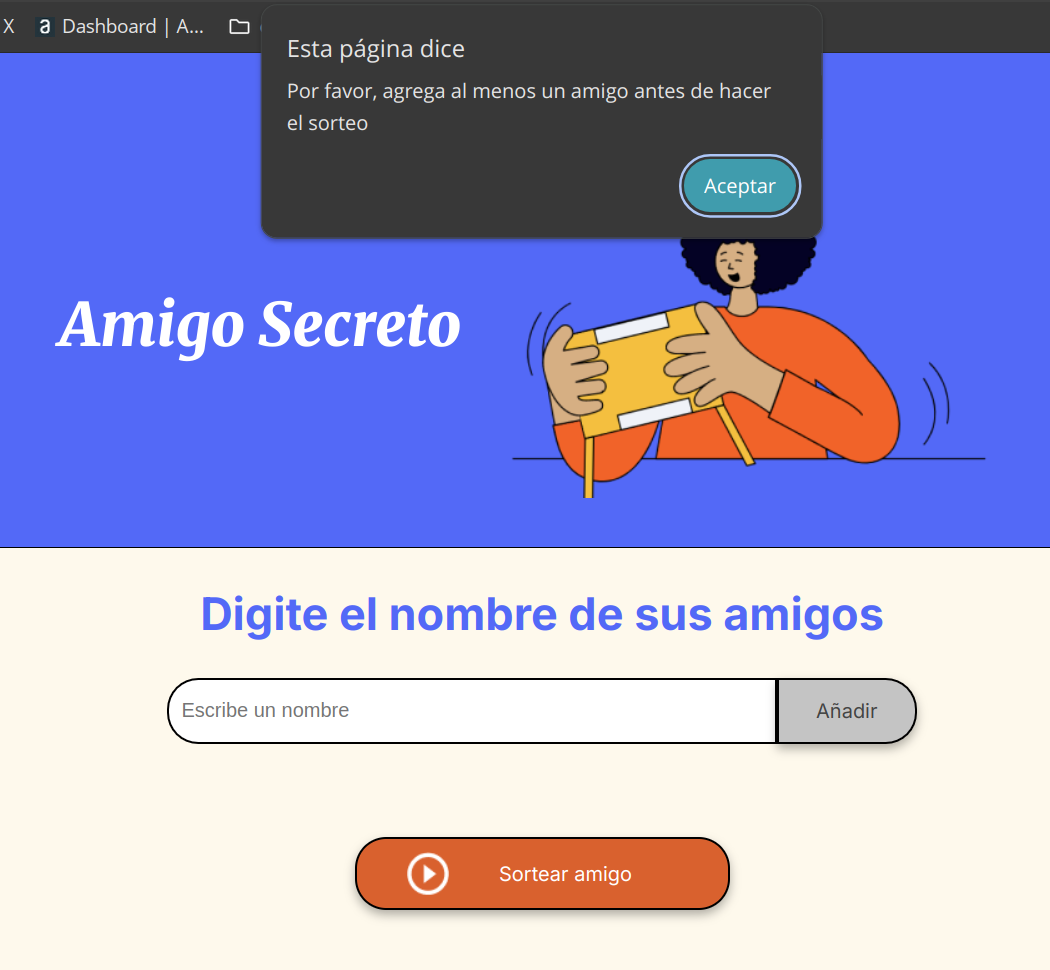 X
Dashboard | A...
Esta página dice
Por favor, agrega al menos un amigo antes de hacer
el sorteo
Aceptar
Amigo Secreto
Digite el nombre de sus amigos
Escribe un nombre
Añadir
Sortear amigo